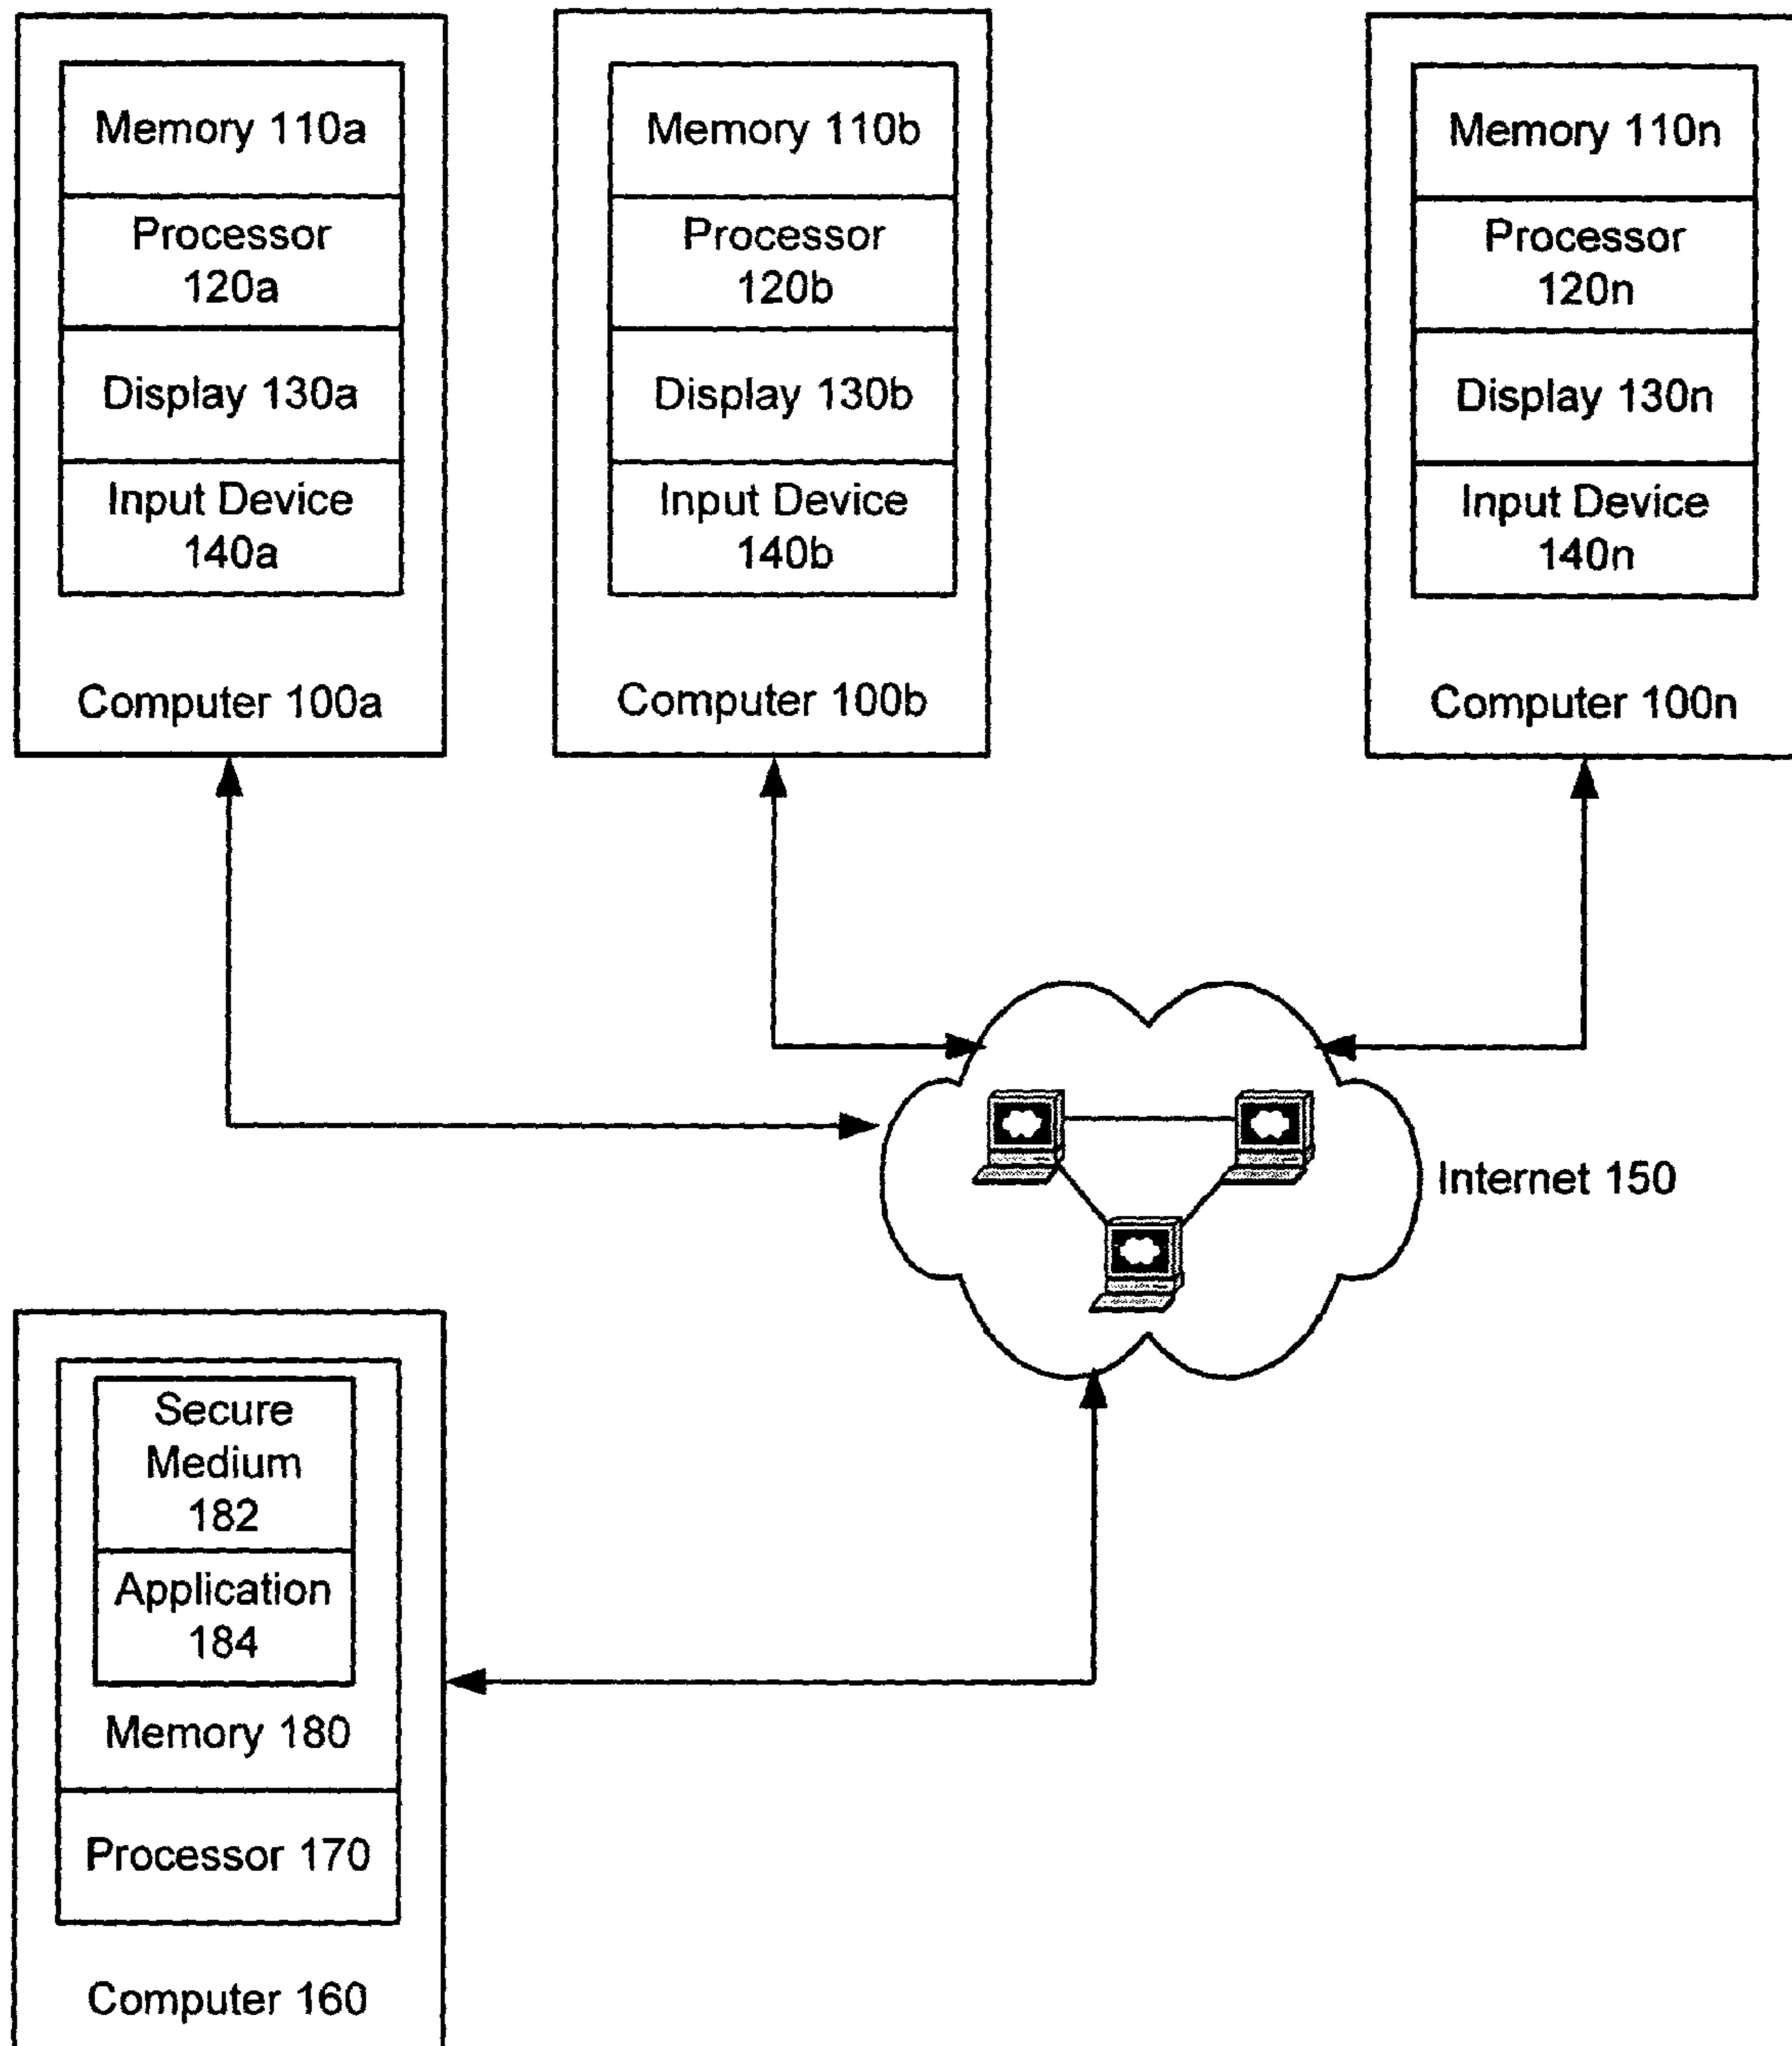 Memory 110a
Processor
120a
Display 130a
Input Device
140a
Computer 100a
Memory 110b
Processor
120b
Display 130b
Input Device
140b
Computer 100b
Memory 110n
Processor
120n
Display 130n
Input Device
140n
Computer 100n
Internet 150
Secure
Medium
182
Application
184
Memory 180
Processor 170
Computer 160